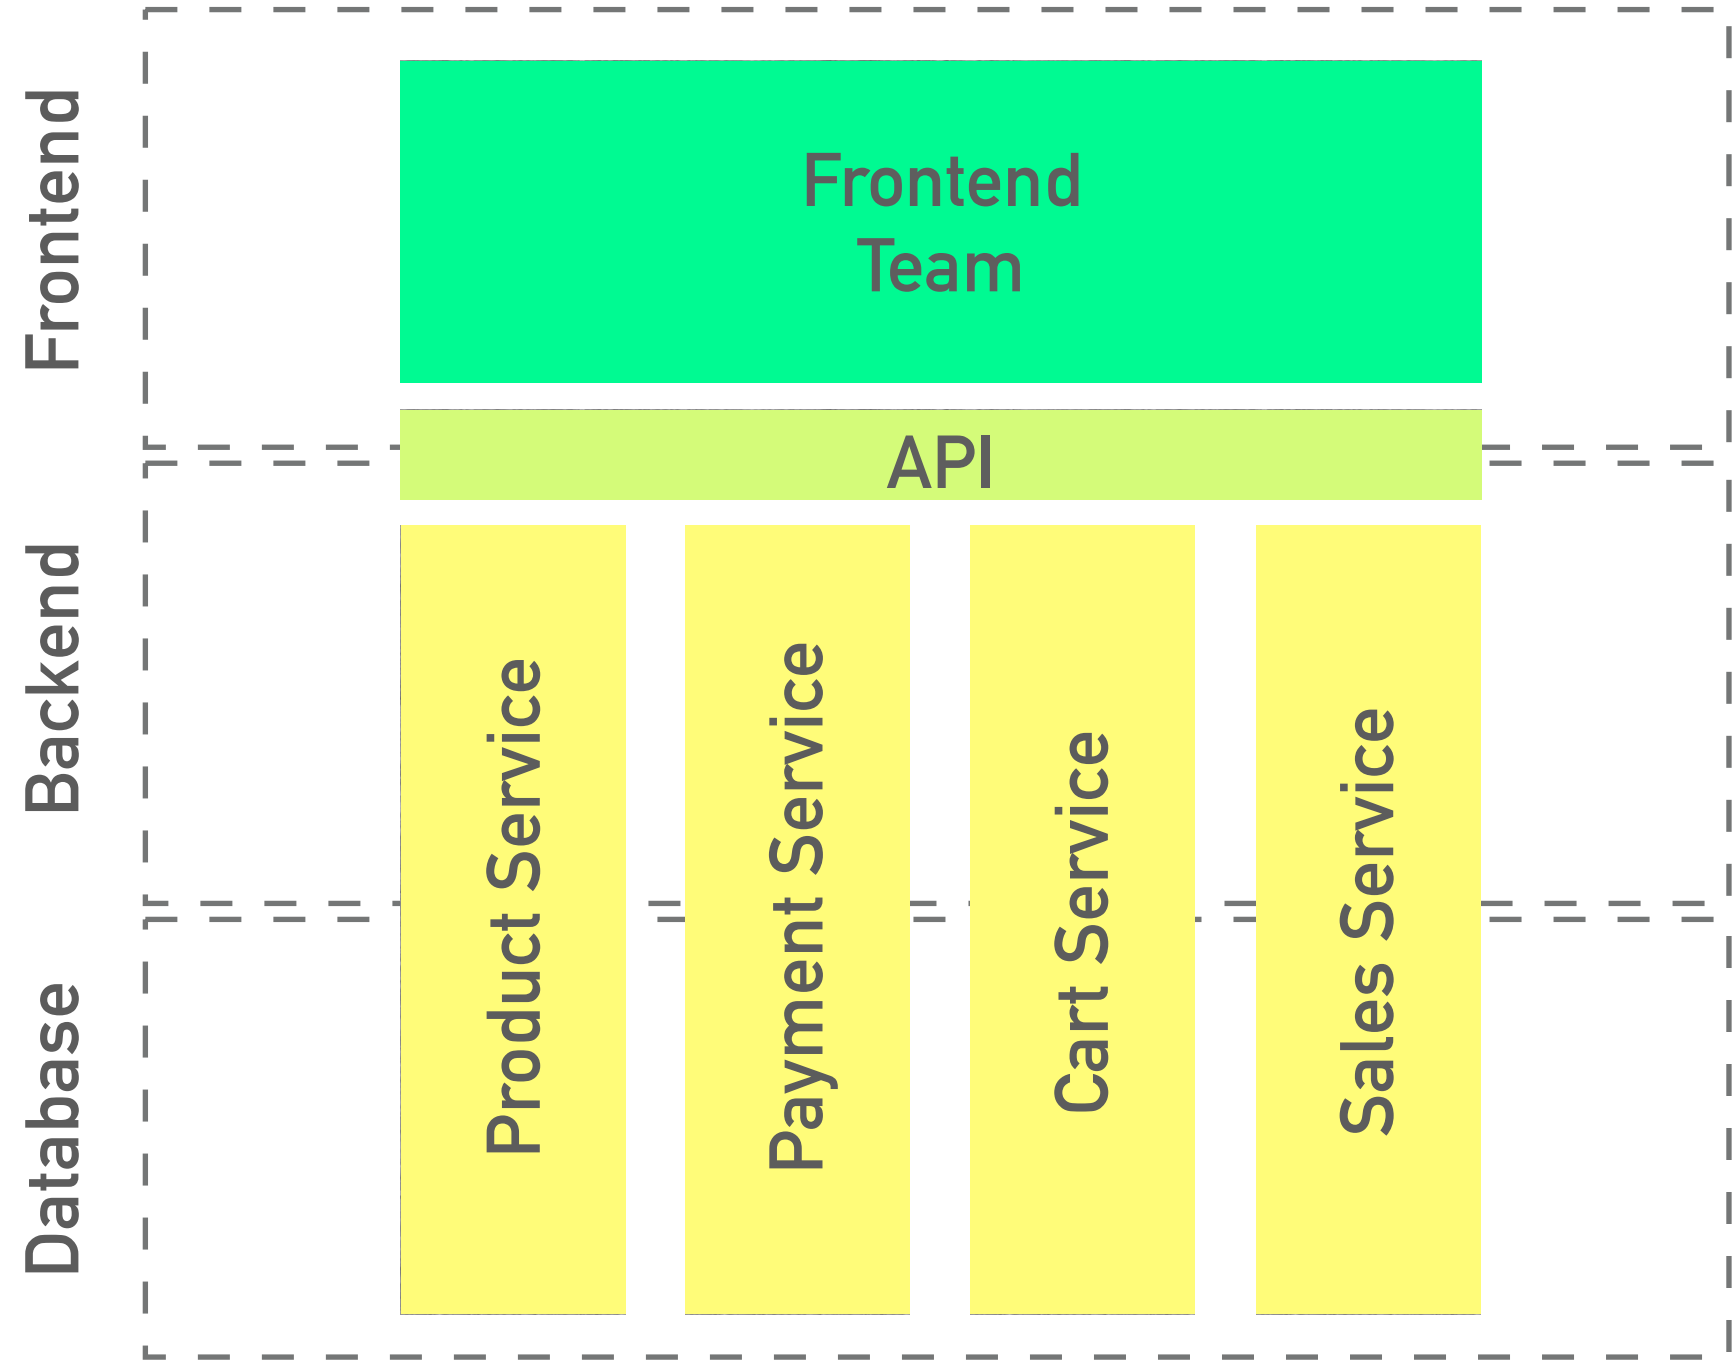 Frontend
Frontend
Team
API
Backend
Product Service
Payment Service
Cart Service
Sales Service
Database